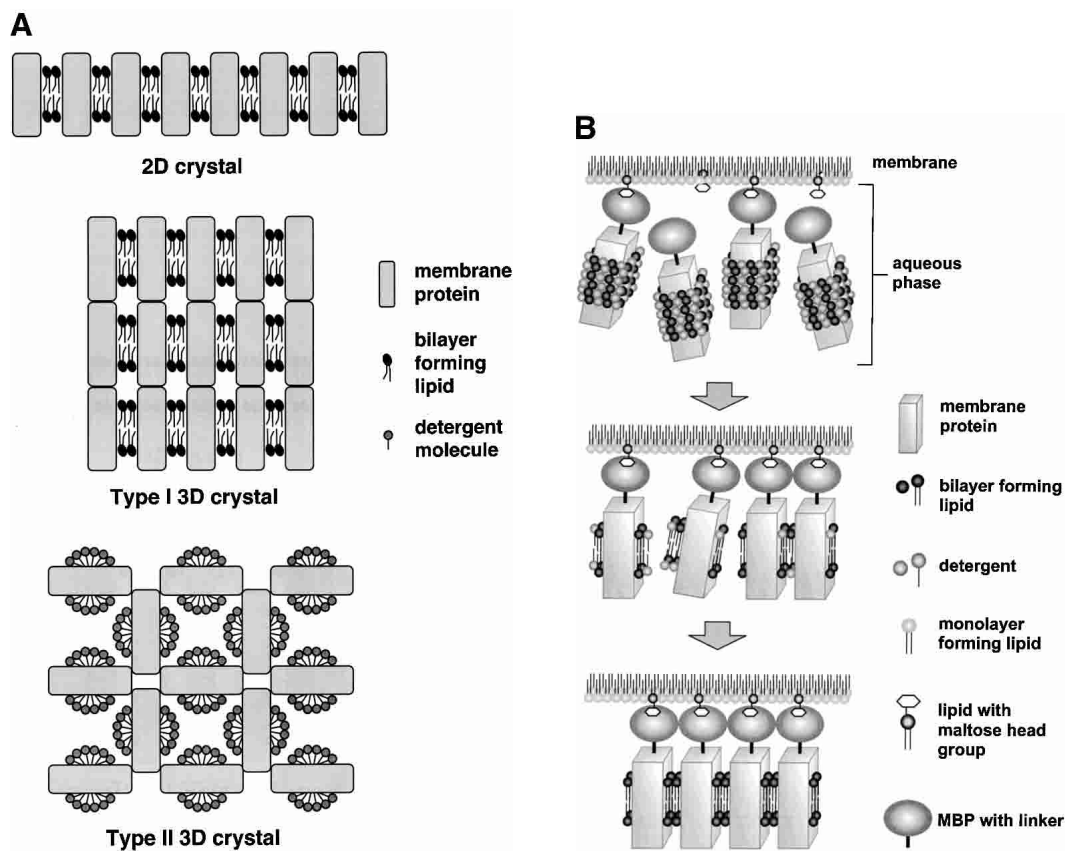 A
2D crystal
membrane
protein
bilayer
forming
lipid
detergent
molecule
Type I 3D crystal
Type II 3D crystal
B
membrane
aqueous
phase
membrane
protein
bilayer forming
lipid
detergent
monolayer
forming lipid
lipid with
maltose head
group
MBP with linker